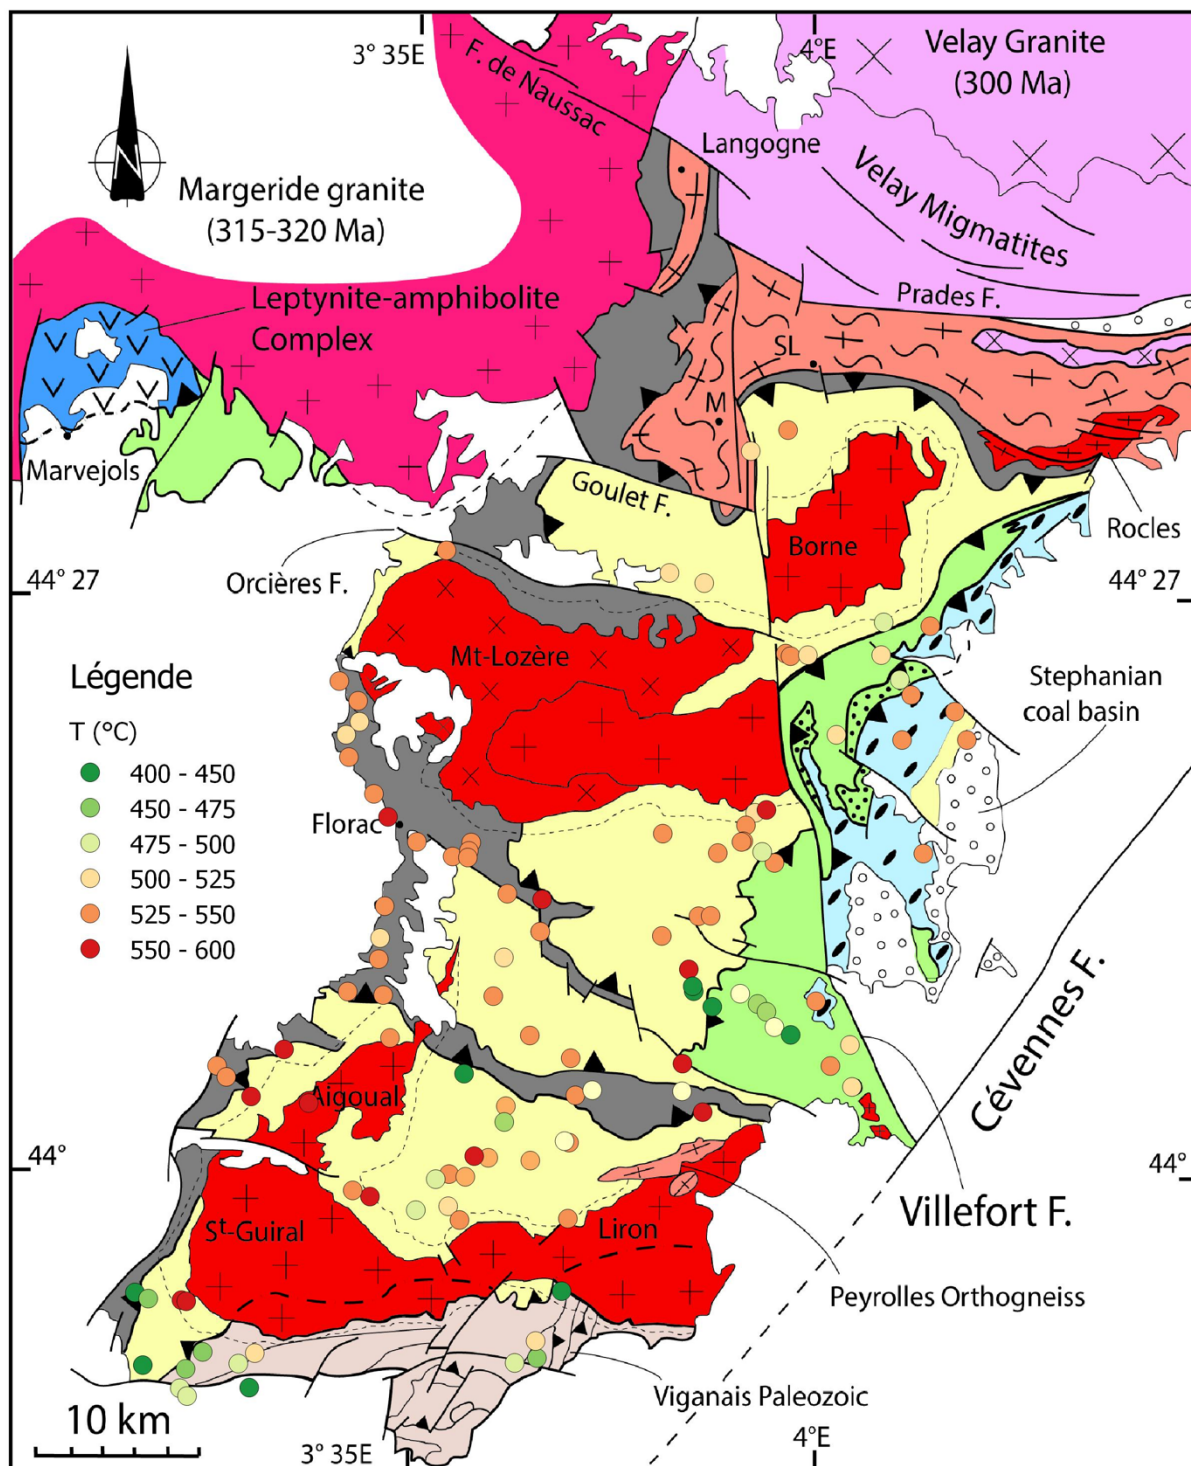 3° 35E
4°E
Velay Granite
(300 Ma)
F. de Naussac
Langogne
N
Margeride granite
(315-320 Ma)
Velay Migmatites
Prades F.
Leptynite-amphibolite
Complex
SL
M
Marvejols
Goulet F.
Rocles
Borne
Orcières F.
44° 27
44° 27
Mt-Lozère
Légende
T (°C)
400 - 450
450 - 475
475 - 500
500 - 525
525 - 550
550 - 600
Stephanian
coal basin
Florac
Cévennes F.
Aigoual
44°
44°
Villefort F.
St-Guiral
Liron
Peyrolles Orthogneiss
Viganais Paleozoic
10 km
3° 35E
4°E